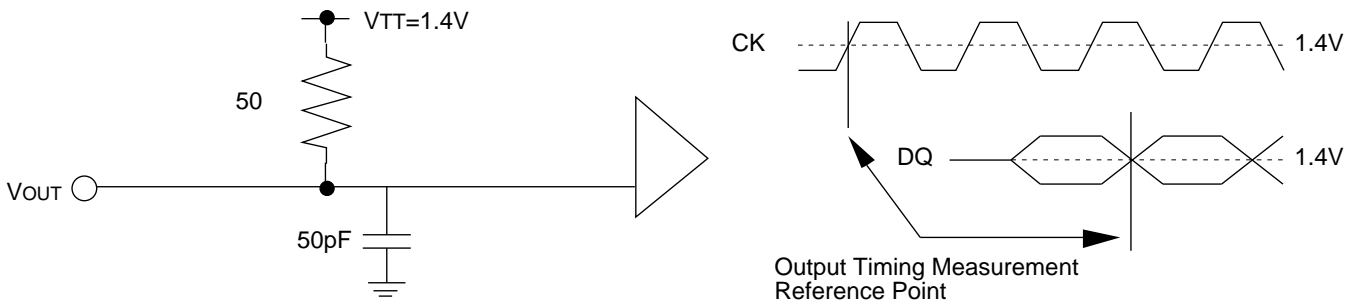 VTT=1.4V
50
VOUT
50pF
CK
1.4V
DQ
1.4V
Output Timing Measurement
Reference Point